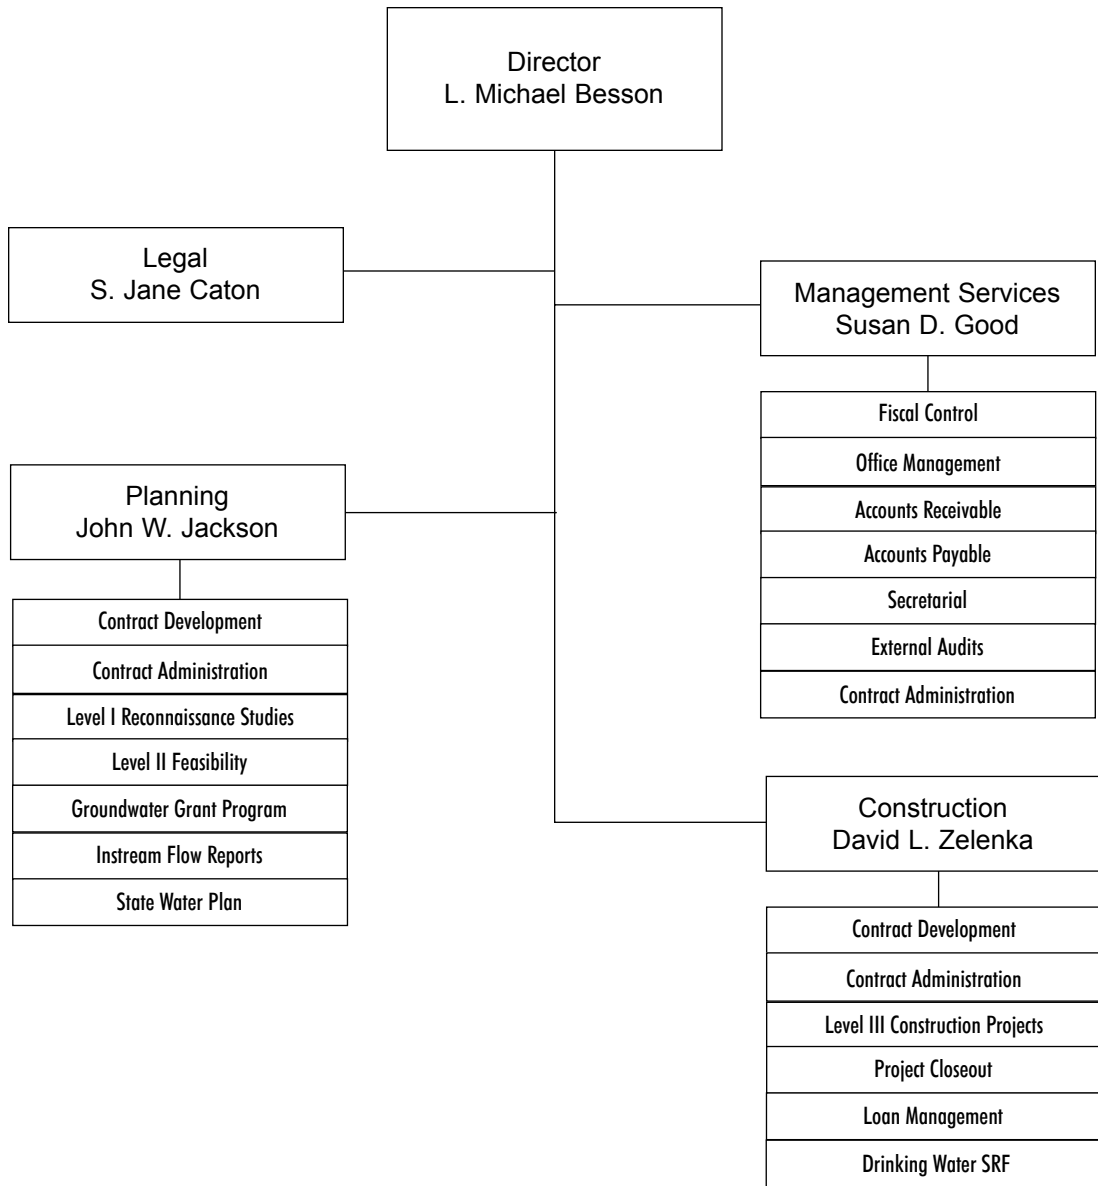 Director
L. Michael Besson
Legal
S. Jane Caton
Management Services
Susan D. Good
Fiscal Control
Office Management
Accounts Receivable
Accounts Payable
Secretarial
External Audits
Contract Administration
Planning
John W. Jackson
Contract Development
Contract Administration
Level I Reconnaissance Studies
Level II Feasibility
Groundwater Grant Program
Instream Flow Reports
State Water Plan
Construction
David L. Zelenka
Contract Development
Contract Administration
Level III Construction Projects
Project Closeout
Loan Management
Drinking Water SRF